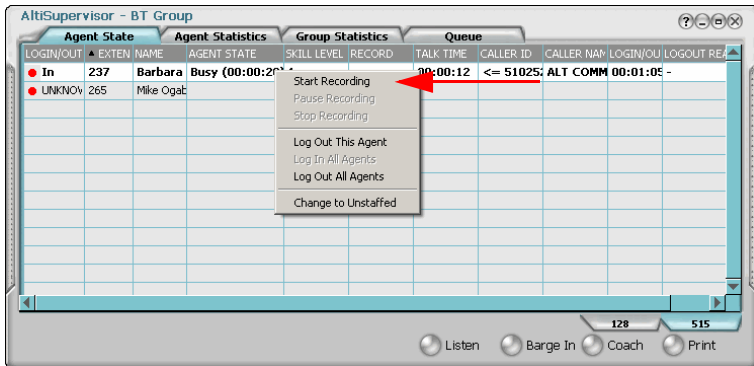 AltiSupervisor - BT Group
Agent State Agent Statistics Group Statistics Queue
LOGIN/OUT EXTEN NAME AGENT STATE SKILL LEVEL RECORD TALK TIME CALLER ID CALLER NAM LOGIN/OU LOGOUT REA
In 237 Barbara Busy (00:00:20) 00:00:12 <= 51025 ALT COMM 00:01:05 -
UNKNOW 265 Mike Ogab
Start Recording
Pause Recording
Stop Recording
Log Out This Agent
Log In All Agents
Log Out All Agents
Change to Unstaffed
128 515
Listen Barge In Coach Print